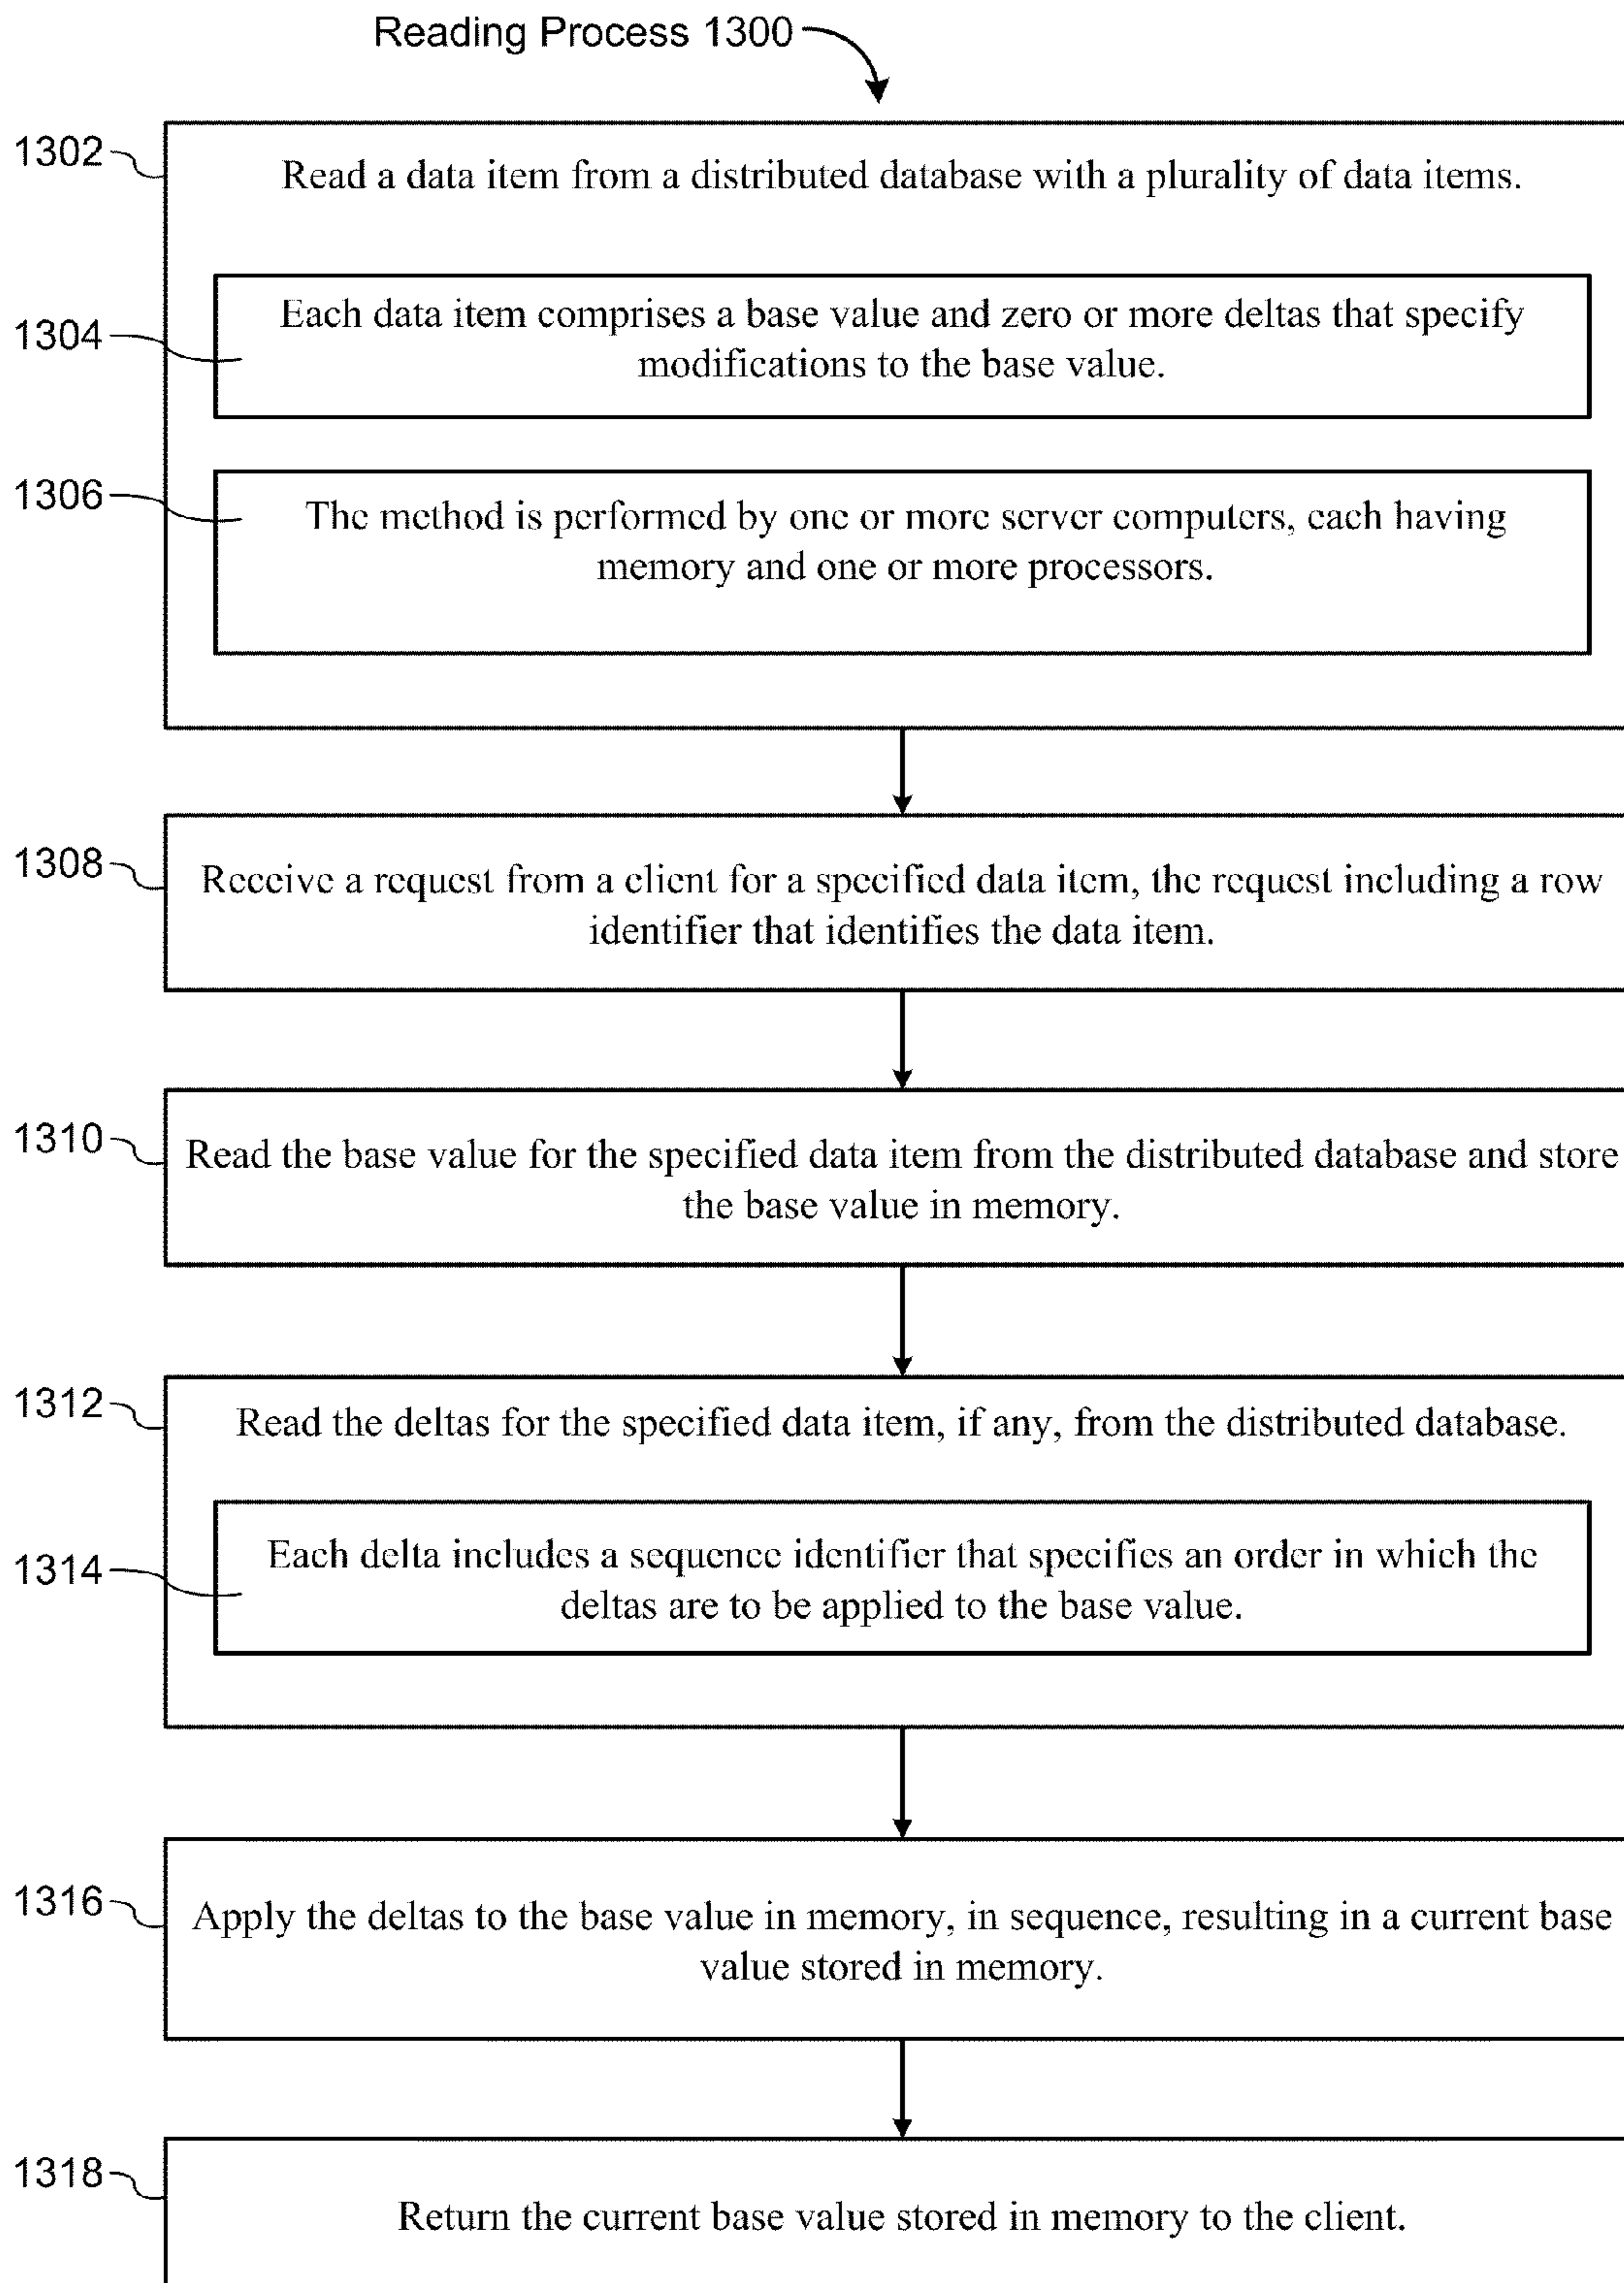 Reading Process 1300
1302
Read a data item from a distributed database with a plurality of data items.
1304
Each data item comprises a base value and zero or more deltas that specify
modifications to the base value.
1306
The method is performed by one or more server computers, each having
memory and one or more processors.
1308
Receive a request from a client for a specified data item, the request including a row
identifier that identifies the data item.
1310
Read the base value for the specified data item from the distributed database and store
the base value in memory.
1312
Read the deltas for the specified data item, if any, from the distributed database.
1314
Each delta includes a sequence identifier that specifies an order in which the
deltas are to be applied to the base value.
1316
Apply the deltas to the base value in memory, in sequence, resulting in a current base
value stored in memory.
1318
Return the current base value stored in memory to the client.